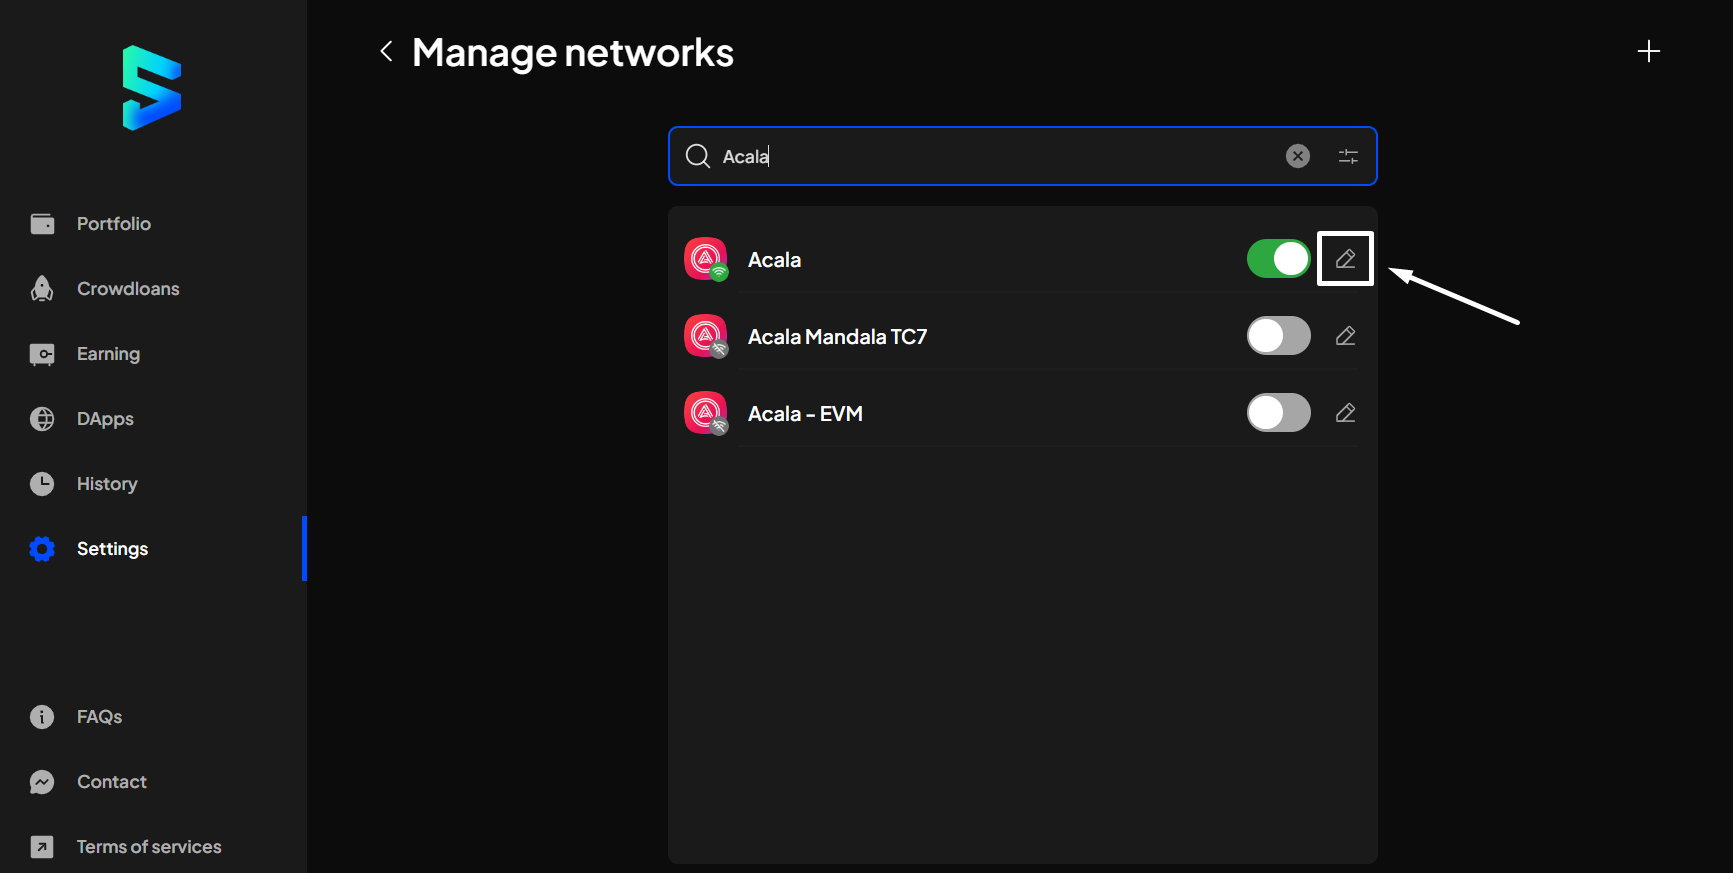 Manage networks
Acala
Portfolio
Crowdloans
Earning
DApps
History
Settings
FAQs
Contact
Terms of services
Acala
Acala Mandala TC7
Acala - EVM